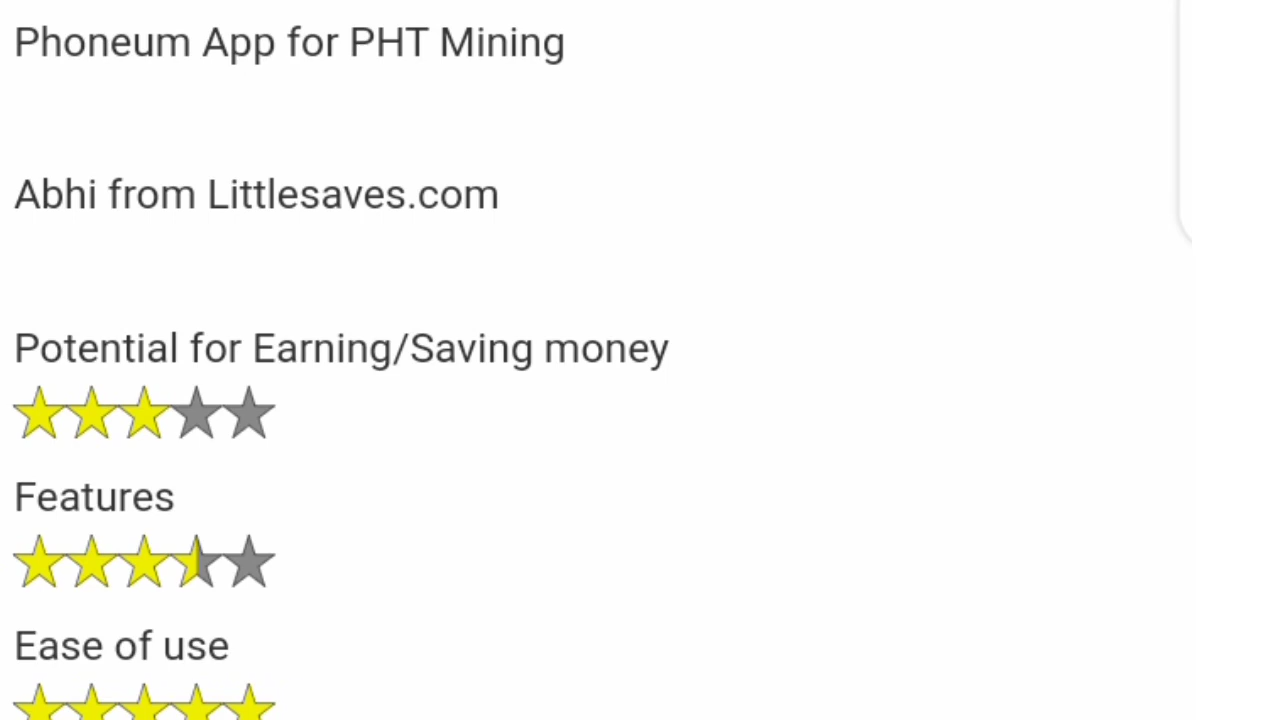 Phoneum App for PHT Mining
Abhi from Littlesaves.com
Potential for Earning/Saving money
Features
Ease of use